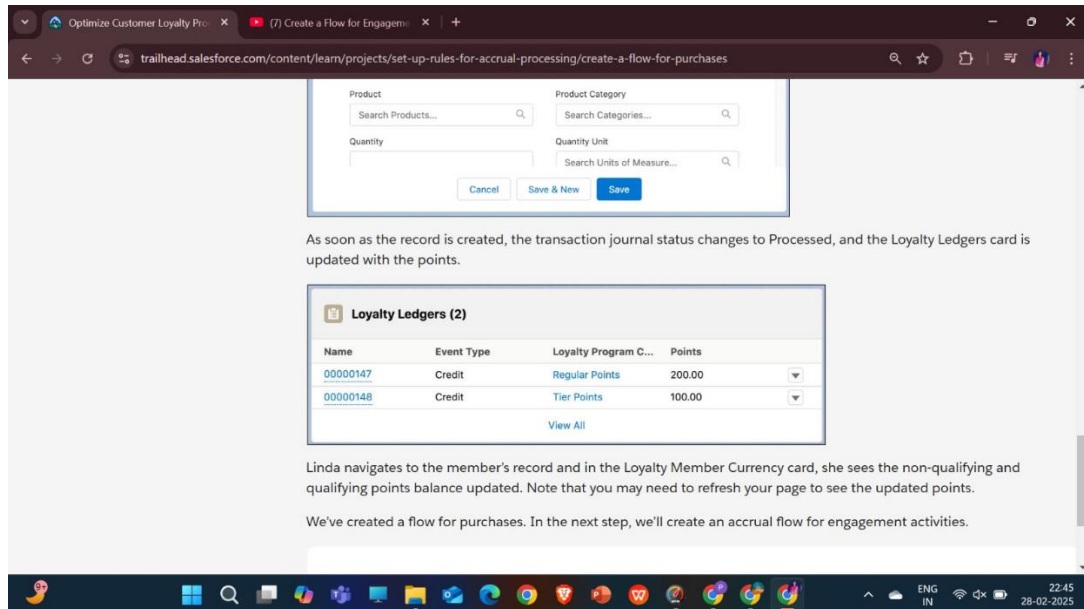 Optimize Customer Loyalty Pro
(7) Create a Flow for Engageme
trailhead.salesforce.com/content/learn/projects/set-up-rules-for-accrual-processing/create-a-flow-for-purchases
Product
Product Category
Search Products...
Search Categories...
Quantity
Quantity Unit
Search Units of Measure...
Cancel
Save & New
Save
As soon as the record is created, the transaction journal status changes to Processed, and the Loyalty Ledgers card is
updated with the points.
Loyalty Ledgers (2)
Name Event Type Loyalty Program C... Points
00000147 Credit Regular Points 200.00
00000148 Credit Tier Points 100.00
View All
Linda navigates to the member's record and in the Loyalty Member Currency card, she sees the non-qualifying and
qualifying points balance updated. Note that you may need to refresh your page to see the updated points.
We've created a flow for purchases. In the next step, we'll create an accrual flow for engagement activities.
9+
ENG
IN
22:45
28-02-2025